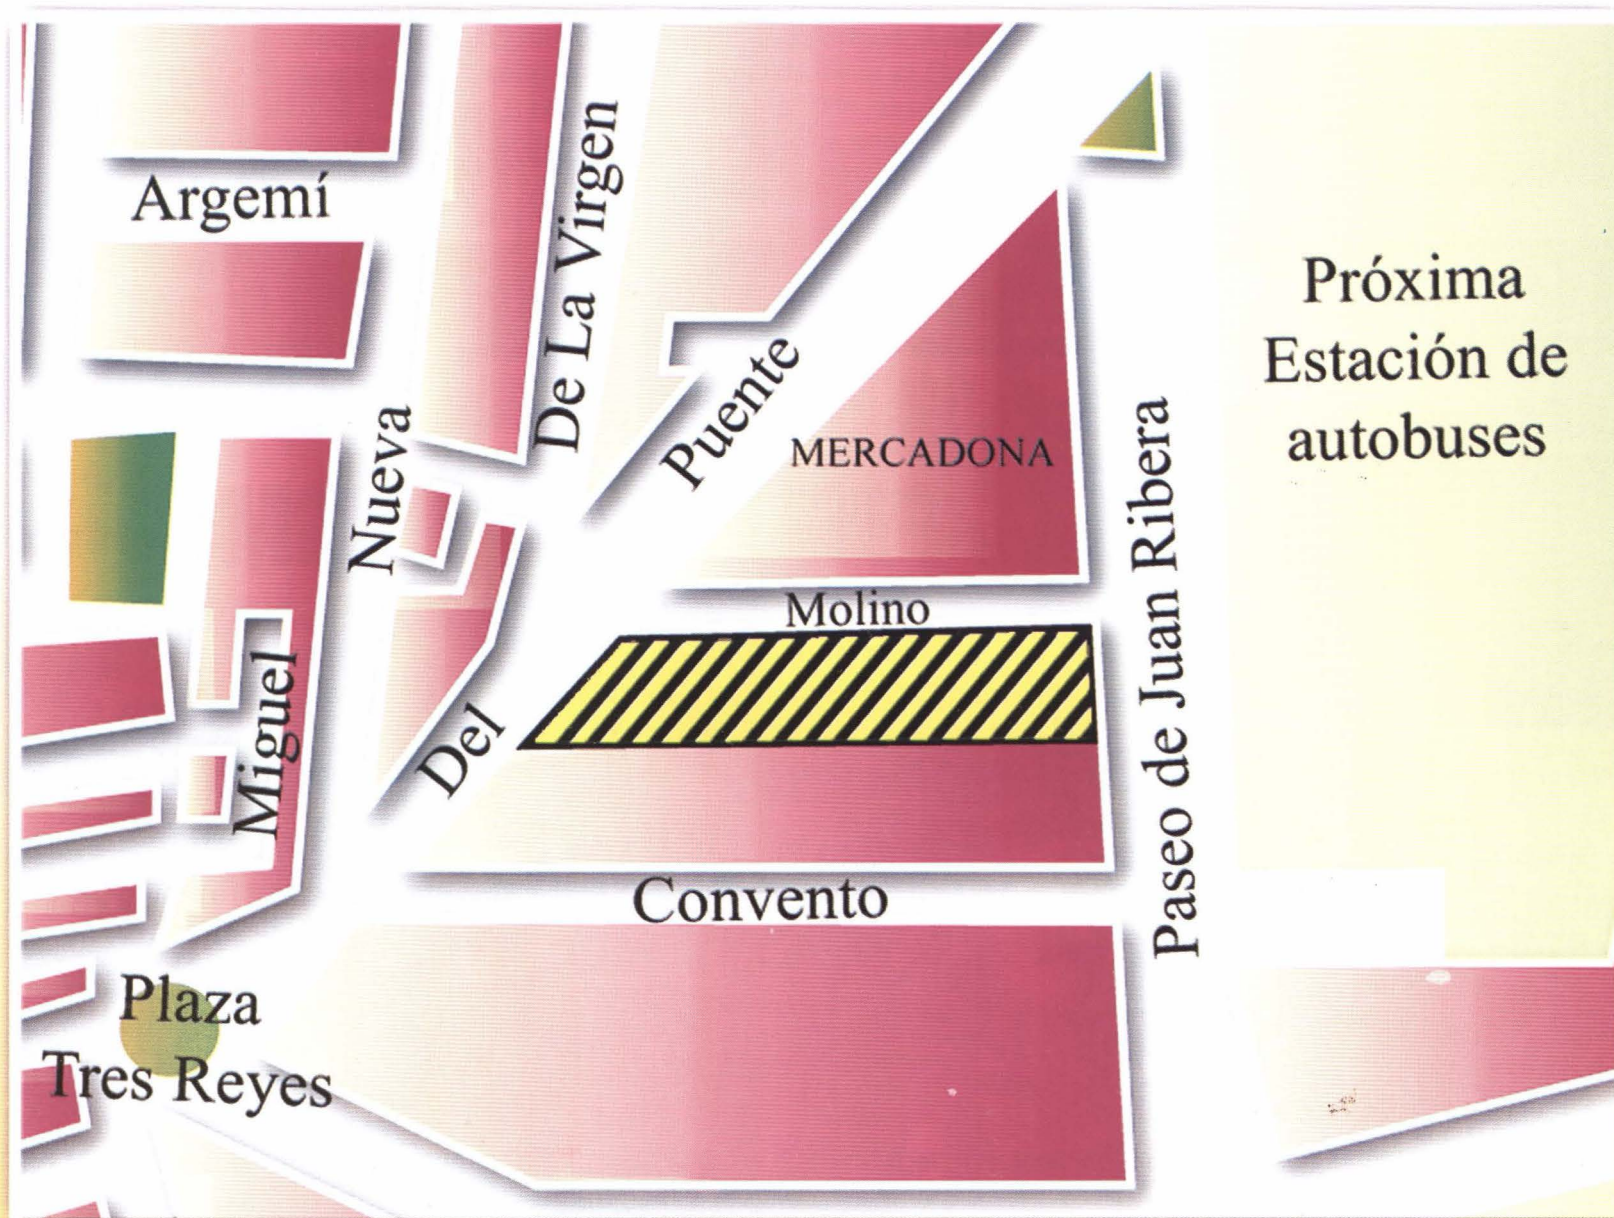 Argemí
De La Virgen
Próxima
Estación de
autobuses
Puente
MERCADONA
Nueva
Paseo de Juan Ribera
Molino
Miguel
Del
Convento
Plaza
Tres Reyes